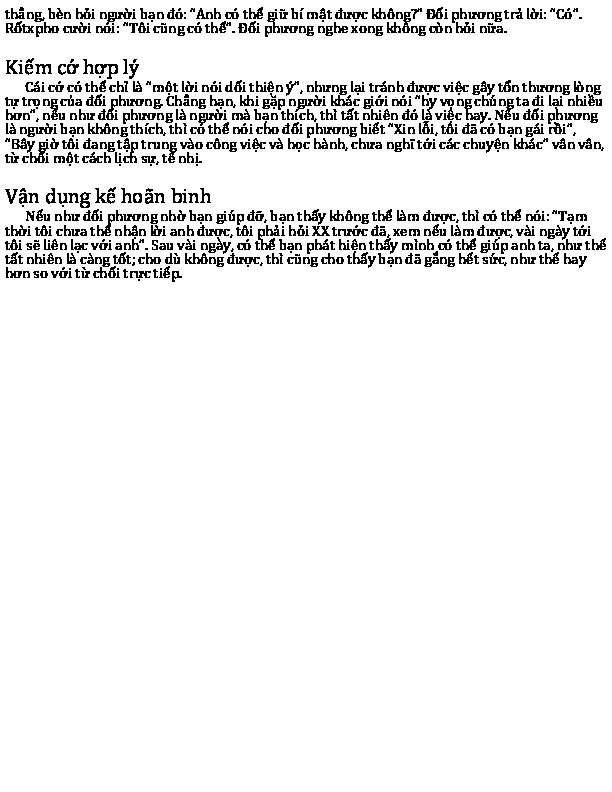 thẳng, bèn hỏi người bạn đó: “Anh có thể giữ bí mật được không?” Đối phương trả lời: “Có”.
Rốtxpho cười nói: “Tôi cũng có thể”. Đối phương nghe xong không còn hỏi nữa.
Kiếm cớ hợp lý
Cái cớ có thể chỉ là “một lời nói dối thiện ý”, nhưng lại tránh được việc gây tổn thương lòng
tự trọng của đối phương. Chẳng hạn, khi gặp người khác giới nói “hy vọng chúng ta đi lại nhiều
hơn”, nếu như đối phương là người mà bạn thích, thì tất nhiên đó là việc hay. Nếu đối phương
là người bạn không thích, thì có thể nói cho đối phương biết “Xin lỗi, tôi đã có bạn gái rồi”,
“Bây giờ tôi đang tập trung vào công việc và học hành, chưa nghĩ tới các chuyện khác” vân vân,
từ chối một cách lịch sự, tế nhị.
Vận dụng kế hoãn binh
Nếu như đối phương nhờ bạn giúp đỡ, bạn thấy không thể làm được, thì có thể nói: “Tạm
thời tôi chưa thể nhận lời anh được, tôi phải hỏi XX trước đã, xem nếu làm được, vài ngày tới
tôi sẽ liên lạc với anh”. Sau vài ngày, có thể bạn phát hiện thấy mình có thể giúp anh ta, như thế
tất nhiên là càng tốt; cho dù không được, thì cũng cho thấy bạn đã gắng hết sức, như thế hay
hơn so với từ chối trực tiếp.